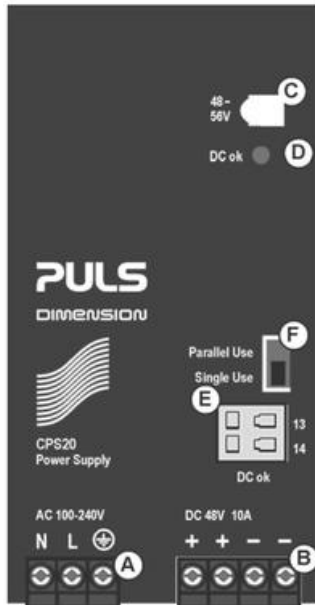 C
48–
56V
DC ok D
PULS
DIMENSION
F
Parallel Use
Single Use
E
13
14
DC ok
CPS20
Power Supply
AC 100-240V
N L
A
DC 48V 10A
+ + – –
B